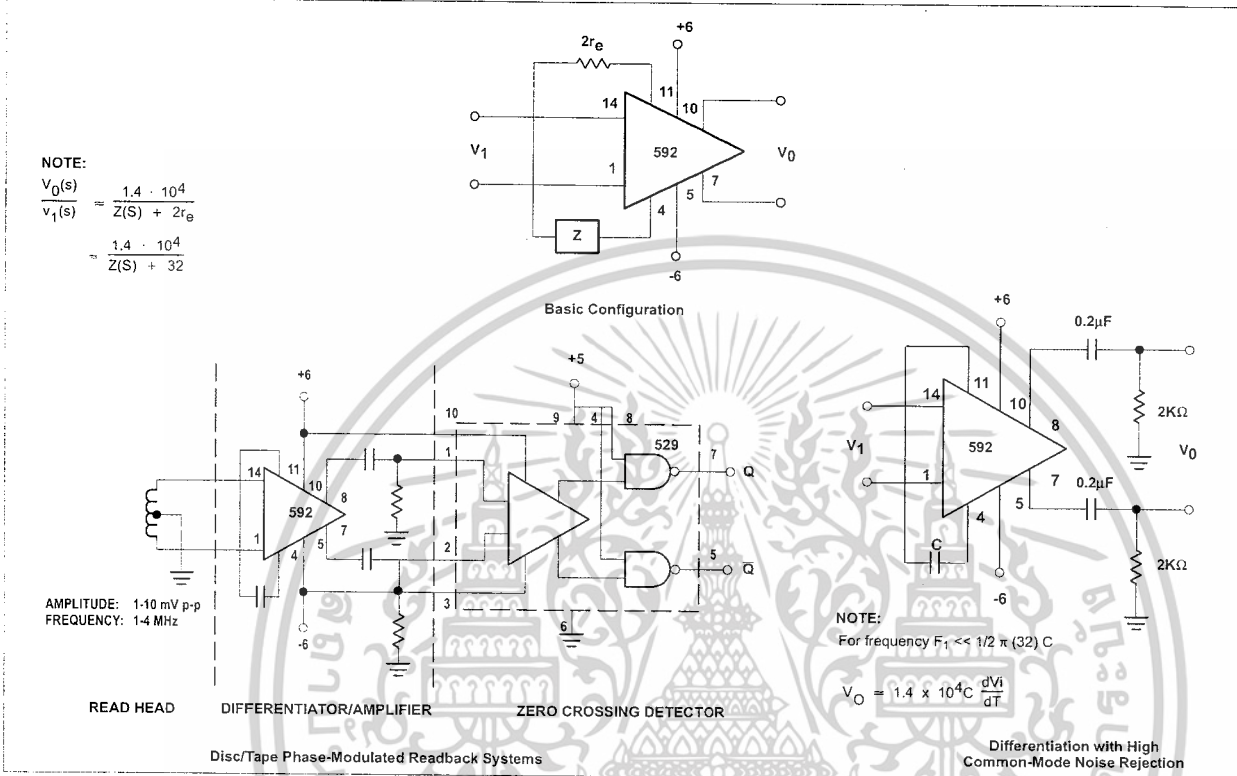 +6
2re
11
14
10
V1
592
V0
1
7
5
4
Z
-6
Basic Configuration
NOTE:
V0(s) / v1(s) ≈ 1.4 · 10^4 / Z(S) + 2re
≈ 1.4 · 10^4 / Z(S) + 32
+6
14
11
10
8
592
7
1
5
4
-6
AMPLITUDE: 1-10 mV p-p
FREQUENCY: 1-4 MHz
+5
10
9
4
8
1
529
7
Q
2
5
Q̅
3
6
READ HEAD
DIFFERENTIATOR/AMPLIFIER
ZERO CROSSING DETECTOR
Disc/Tape Phase-Modulated Readback Systems
+6
0.2µF
11
14
10
8
2KΩ
V1
592
V0
1
7
0.2µF
5
4
C
2KΩ
-6
NOTE:
For frequency F1 << 1/2 π (32) C
VO ≅ 1.4 x 10^4C dVi / dT
Differentiation with High
Common-Mode Noise Rejection